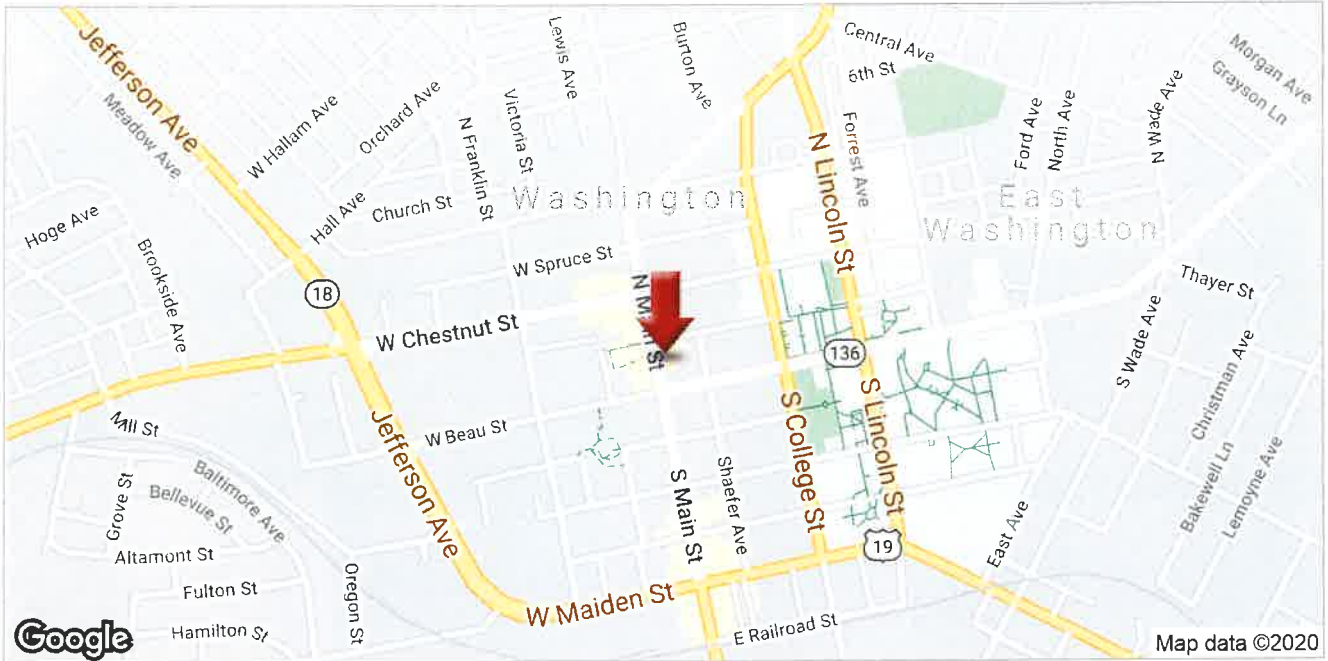 Central Ave
6th St
Morgan Ave
Grayson Ln
Lewis Ave
Burton Ave
Jefferson Ave
Meadow Ave
W Hallam Ave
Orchard Ave
Victoria St
N Franklin St
N Lincoln St
Forrest Ave
Ford Ave
North Ave
N Wade Ave
Hall Ave
Church St
Washington
East
Washington
Hoge Ave
Brookside Ave
W Spruce St
N Main St
Thayer St
18
W Chestnut St
136
S Wade Ave
Christman Ave
Mill St
Jefferson Ave
W Beau St
S College St
S Lincoln St
Grove St
Baltimore Ave
Bellevue St
S Main St
Shaefer Ave
Bakewell Ln
Lemoyne Ave
Altamont St
19
East Ave
Fulton St
Oregon St
W Maiden St
Hamilton St
E Railroad St
Google
Map data ©2020